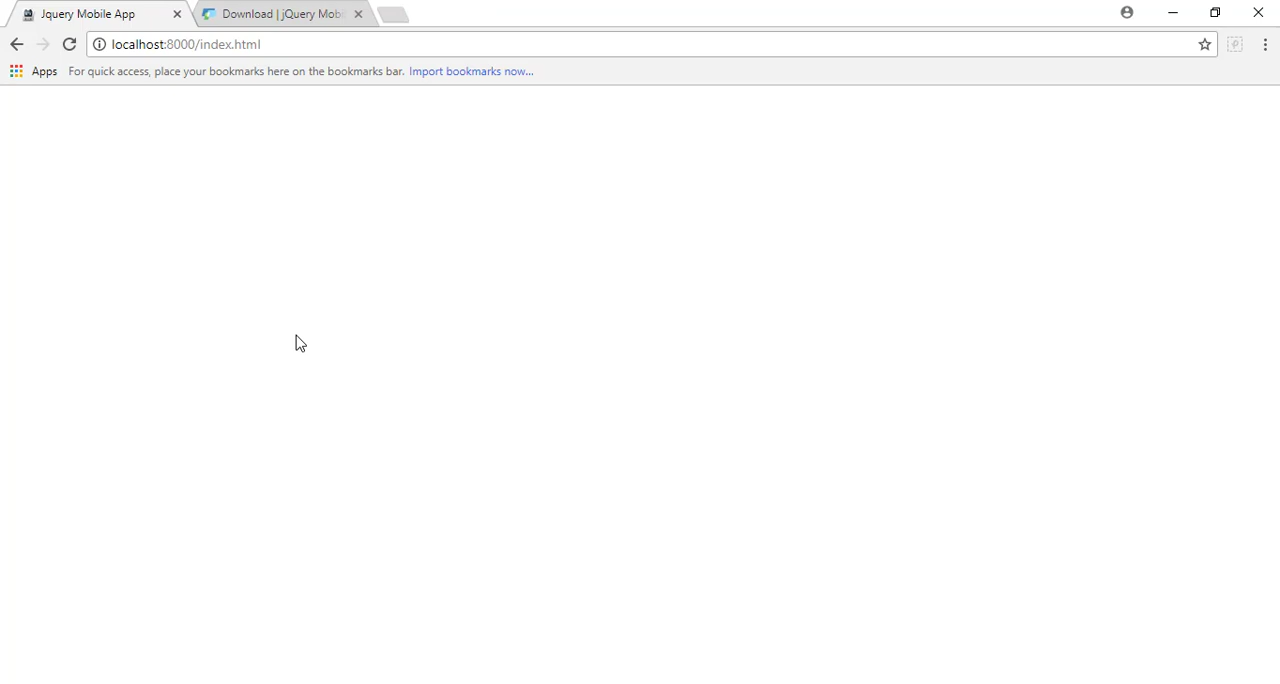 Jquery Mobile App
Download | jQuery Mobi
localhost:8000/index.html
Apps For quick access, place your bookmarks here on the bookmarks bar. Import bookmarks now...